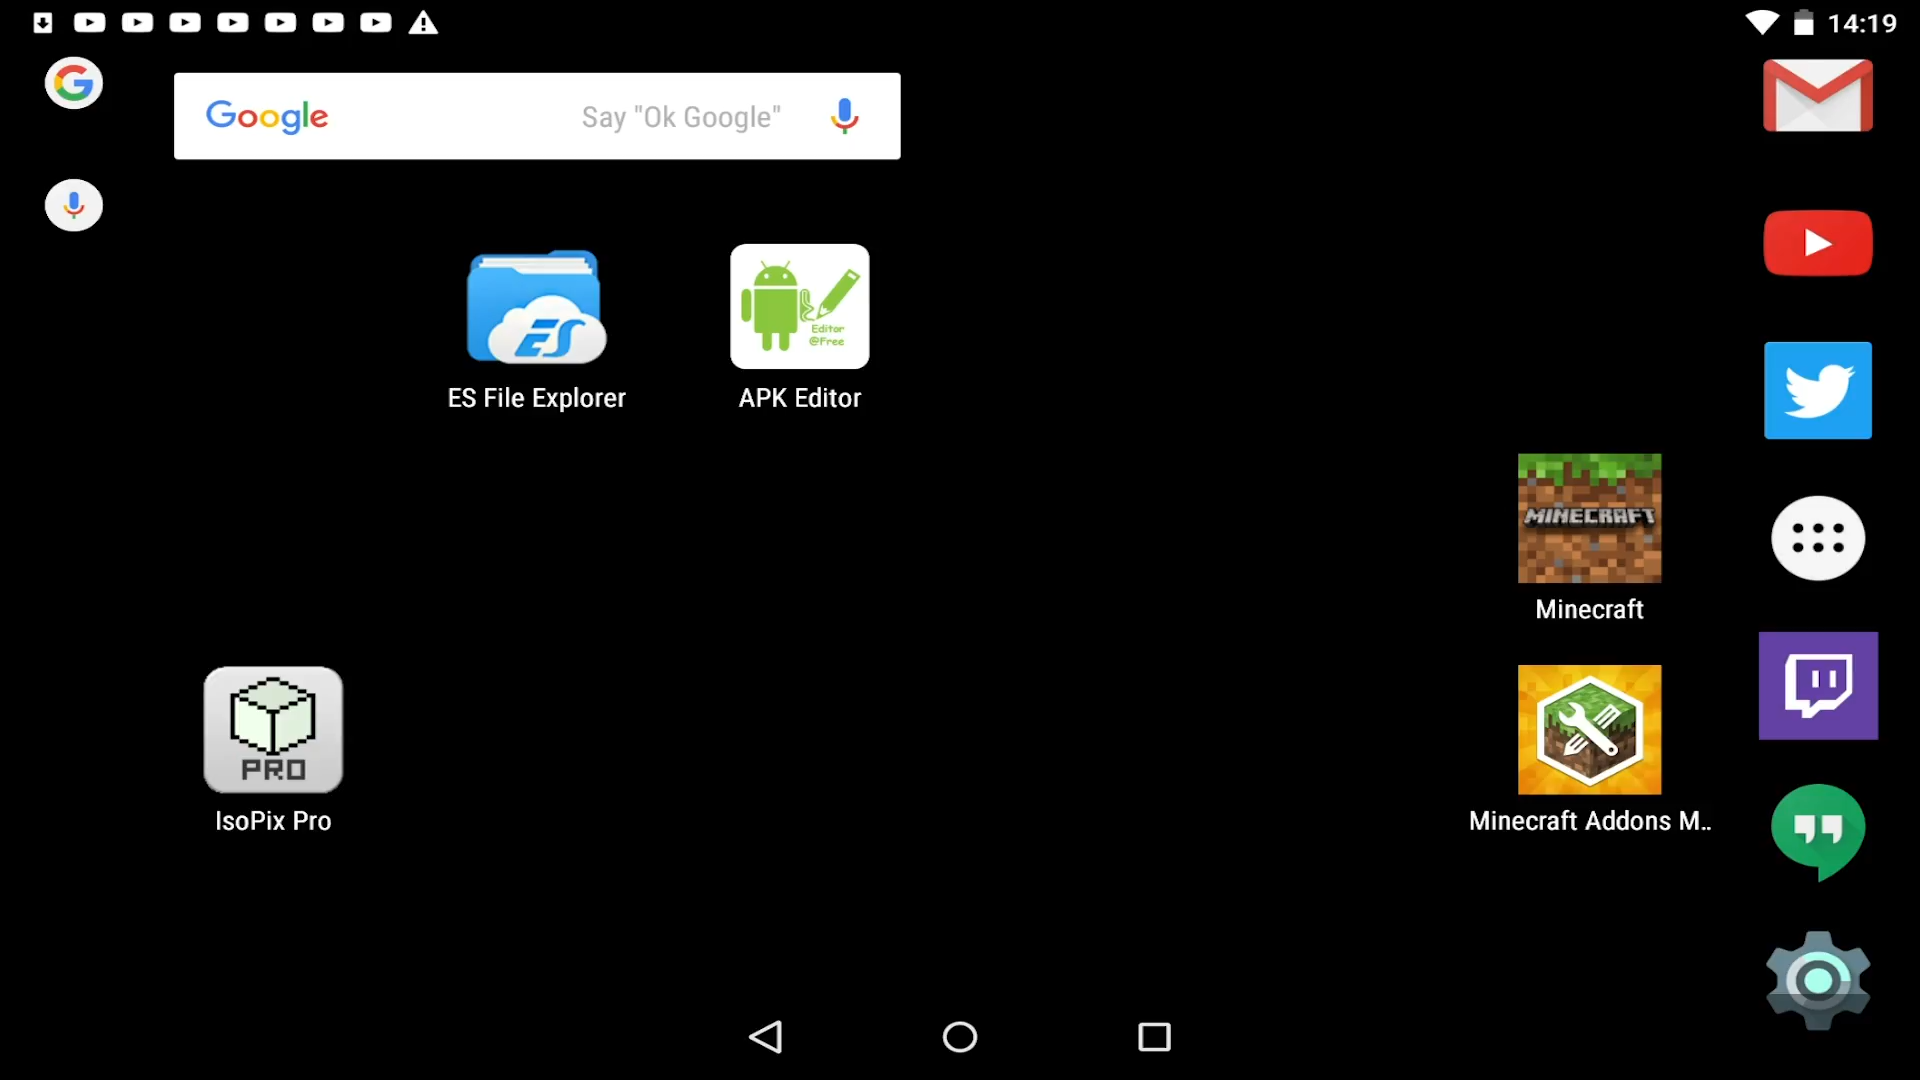 14:19
Google Say "Ok Google"
Editor
@Free
ES
ES File Explorer
APK Editor
MINECRAFT
Minecraft
PRO
IsoPix Pro
Minecraft Addons M..